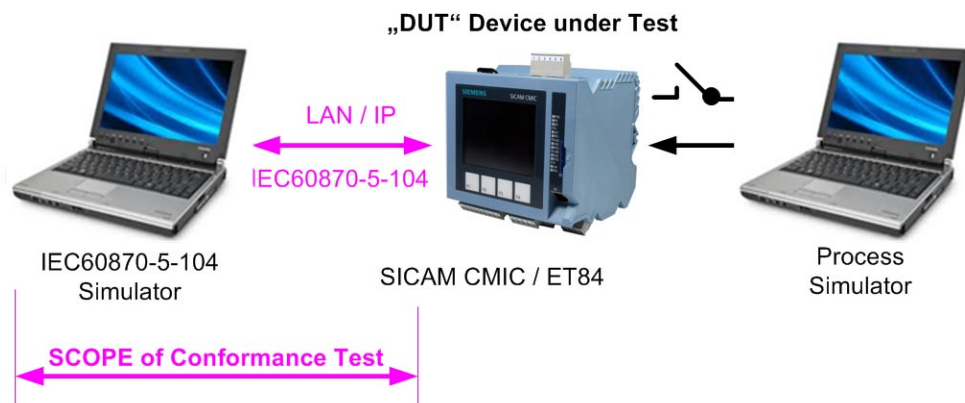 „DUT“ Device under Test
SIEMENS
SICAM CMIC
LAN / IP
IEC60870-5-104
IEC60870-5-104
Simulator
SICAM CMIC / ET84
Process
Simulator
SCOPE of Conformance Test